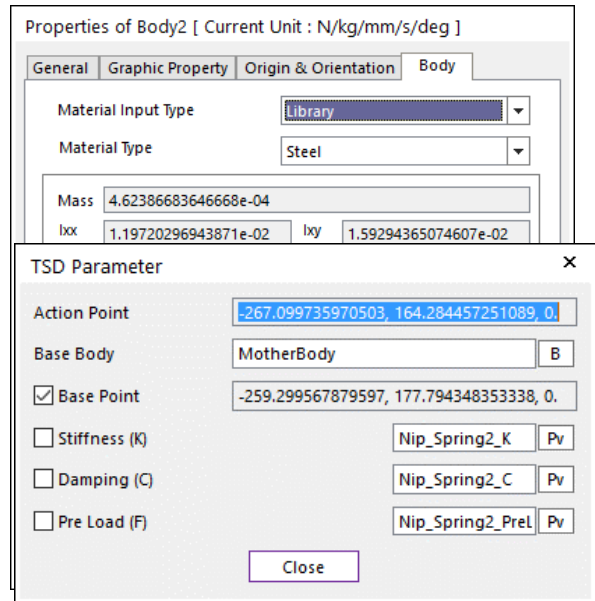 Properties of Body2 [ Current Unit : N/kg/mm/s/deg ]
General Graphic Property Origin & Orientation Body
Material Input Type Library
Material Type Steel
Mass 4.62386683646668e-04
Ixx 1.19720296943871e-02 Ixy 1.59294365074607e-02
TSD Parameter ×
Action Point -267.099735970503, 164.284457251089, 0.
Base Body MotherBody B
Base Point -259.299567879597, 177.794348353338, 0.
Stiffness (K) Nip_Spring2_K Pv
Damping (C) Nip_Spring2_C Pv
Pre Load (F) Nip_Spring2_PreL Pv
Close